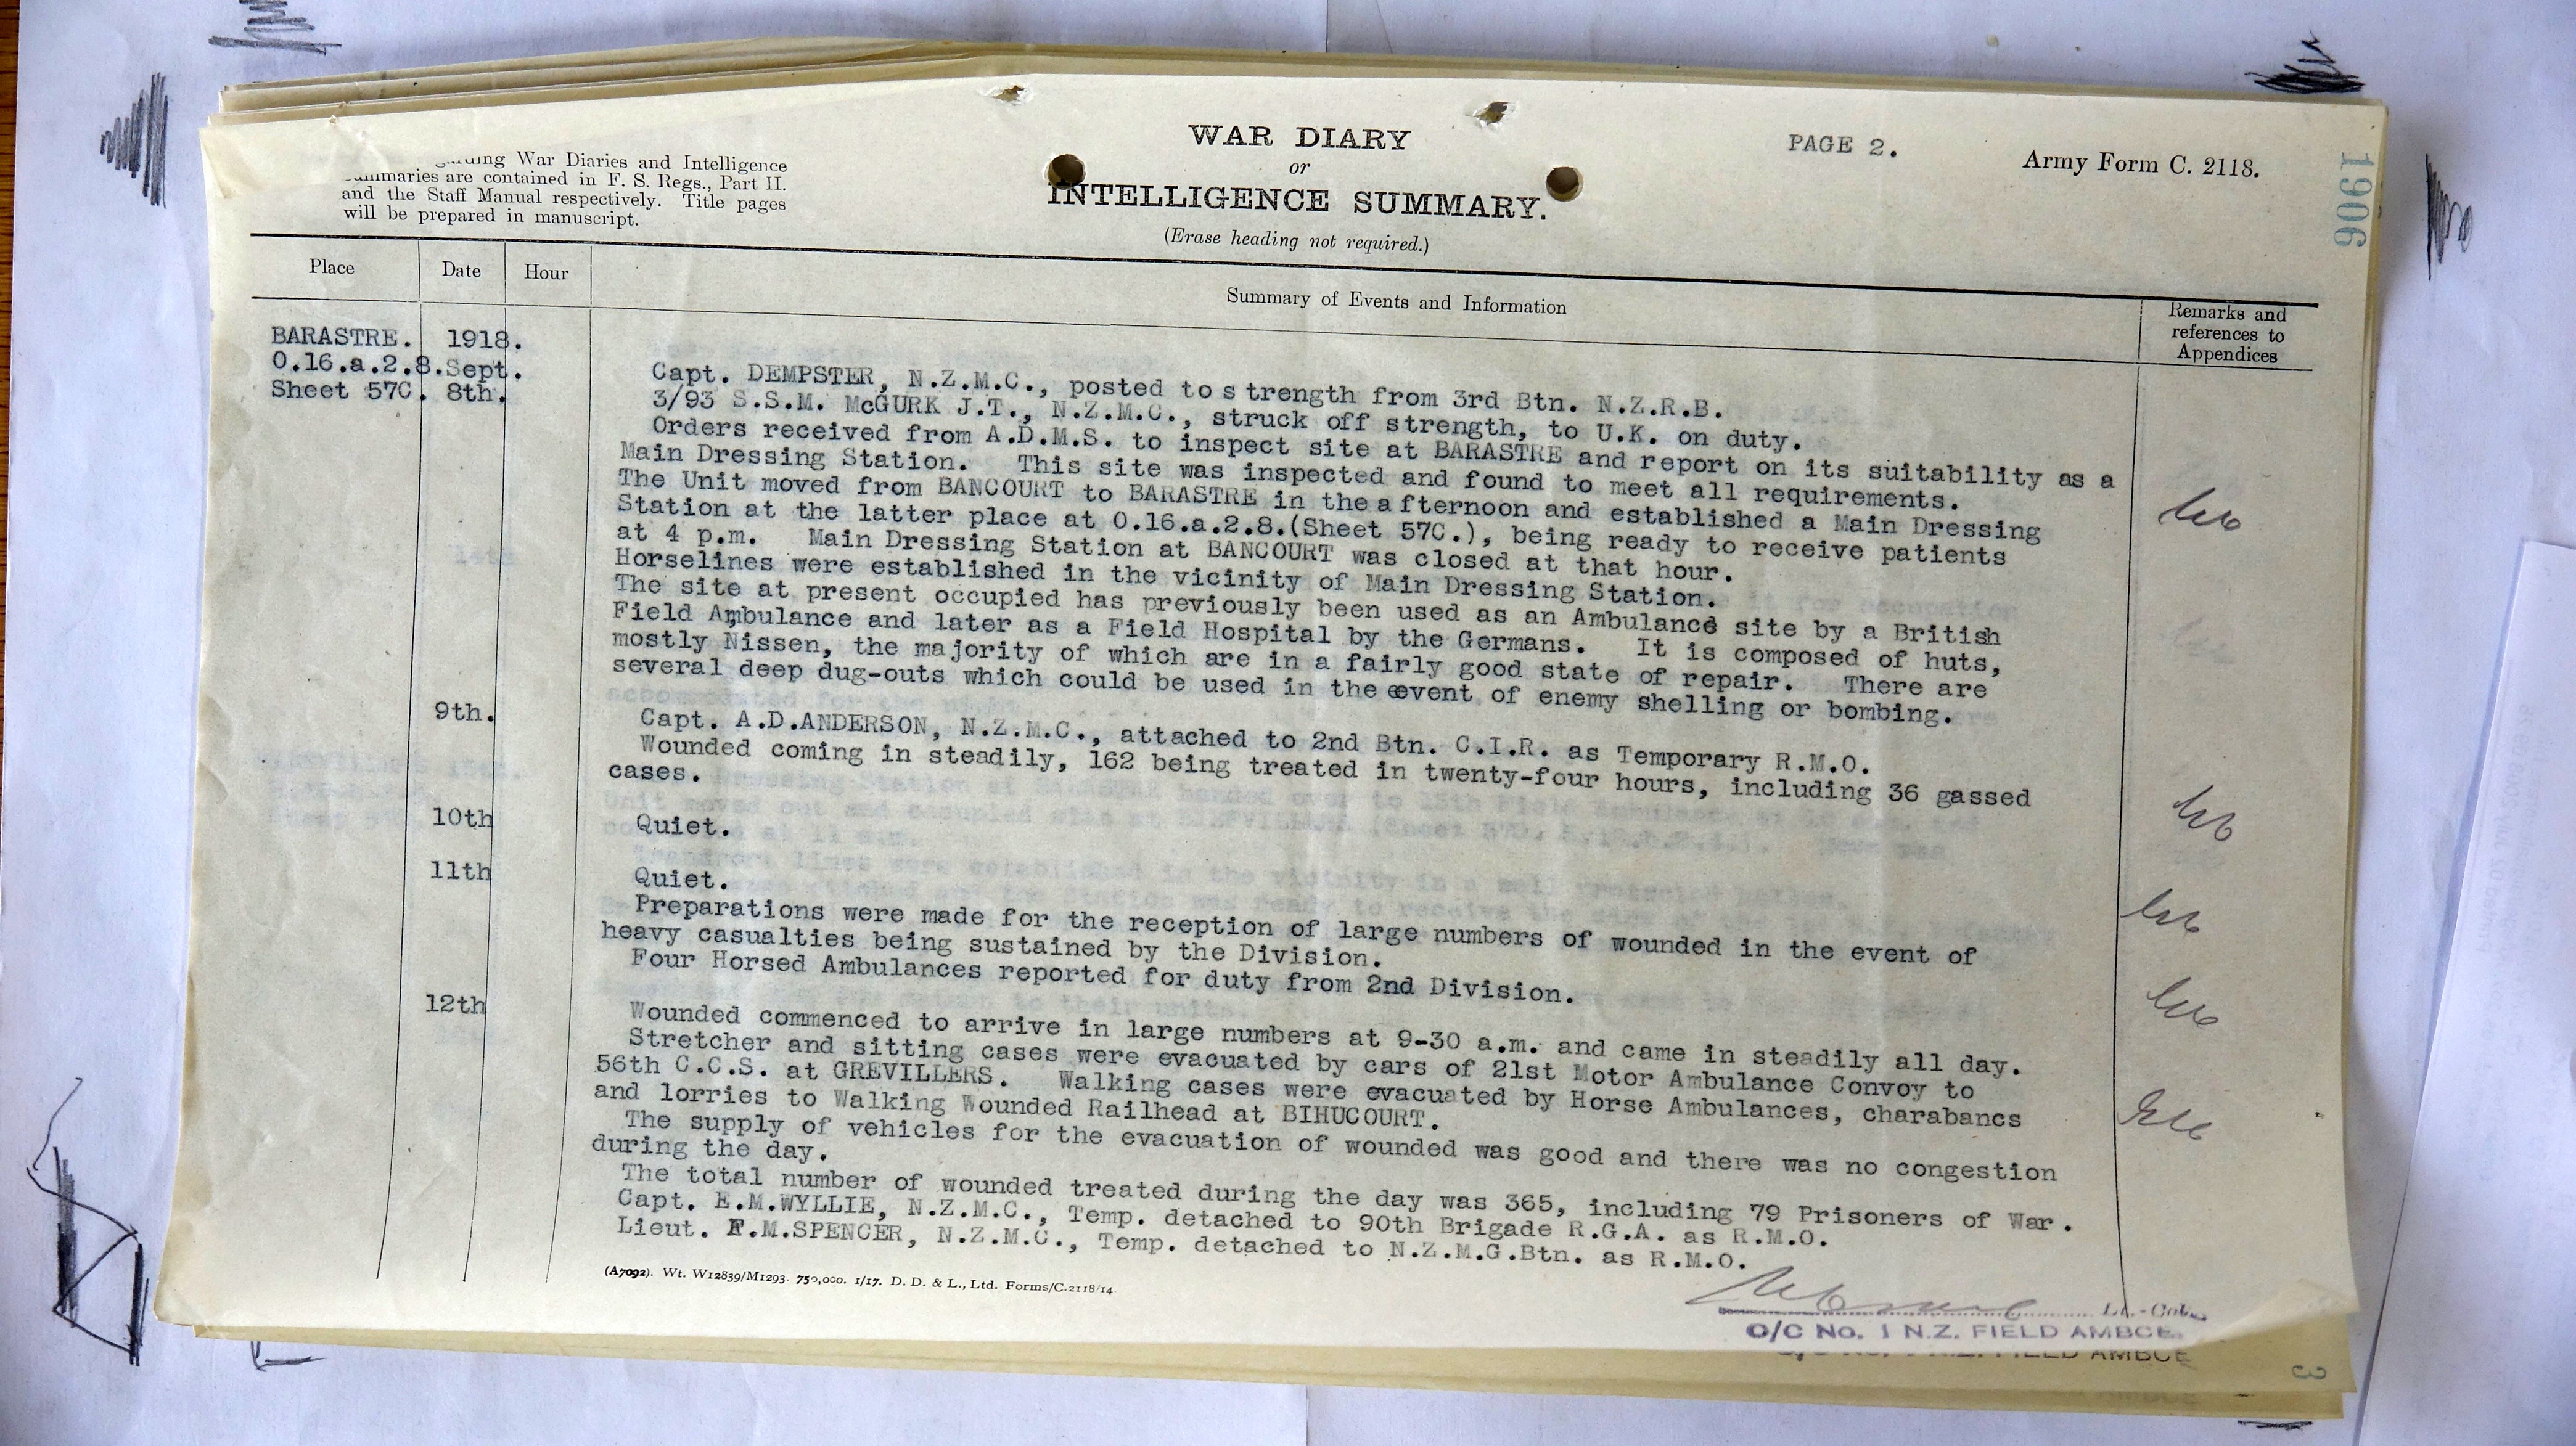 WAR DIARY
or
INTELLIGENCE SUMMARY.
(Erase heading not required.)
PAGE 2.
Army Form C. 2118.
1906
War Diaries and Intelligence
are contained in F. S. Regs., Part II.
and the Staff Manual respectively. Title pages
will be prepared in manuscript.
Place Date Hour Summary of Events and Information Remarks and
references to
Appendices
BARASTRE. 1918.
O.16.a.2.8. Sept.
Sheet 57C. 8th.
Capt. DEMPSTER, N.Z.M.C., posted to s trength from 3rd Btn. N.Z.R.B.
3/93 S.S.M. McGURK J.T., N.Z.M.C., struck off strength, to U.K. on duty.
Orders received from A.D.M.S. to inspect site at BARASTRE and report on its suitability as a
Main Dressing Station. This site was inspected and found to meet all requirements.
The Unit moved from BANCOURT to BARASTRE in the afternoon and established a Main Dressing
Station at the latter place at O.16.a.2.8.(Sheet 57C.), being ready to receive patients
at 4 p.m. Main Dressing Station at BANCOURT was closed at that hour.
Horselines were established in the vicinity of Main Dressing Station.
The site at present occupied has previously been used as an Ambulance site by a British
Field Ambulance and later as a Field Hospital by the Germans. It is composed of huts,
mostly Nissen, the majority of which are in a fairly good state of repair. There are
several deep dug-outs which could be used in the event of enemy shelling or bombing.
9th. Capt. A.D.ANDERSON, N.Z.M.C., attached to 2nd Btn. C.I.R. as Temporary R.M.O.
Wounded coming in steadily, 162 being treated in twenty-four hours, including 36 gassed
cases.
10th Quiet.
11th Quiet.
Preparations were made for the reception of large numbers of wounded in the event of
heavy casualties being sustained by the Division.
Four Horsed Ambulances reported for duty from 2nd Division.
12th Wounded commenced to arrive in large numbers at 9-30 a.m. and came in steadily all day.
Stretcher and sitting cases were evacuated by cars of 21st Motor Ambulance Convoy to
56th C.C.S. at GREVILLERS. Walking cases were evacuated by Horse Ambulances, charabancs
and lorries to Walking Wounded Railhead at BIHUCOURT.
The supply of vehicles for the evacuation of wounded was good and there was no congestion
during the day.
The total number of wounded treated during the day was 365, including 79 Prisoners of War.
Capt. E.M.WYLLIE, N.Z.M.C., Temp. detached to 90th Brigade R.G.A. as R.M.O.
Lieut. F.M.SPENCER, N.Z.M.C., Temp. detached to N.Z.M.G.Btn. as R.M.O.
(A7092). Wt. W12839/M1293. 750,000. 1/17. D. D. & L., Ltd. Forms/C.2118/14.
Lt.-Col.
O/C No. 1 N.Z. FIELD AMBCE.
FIELD AMBCE
3